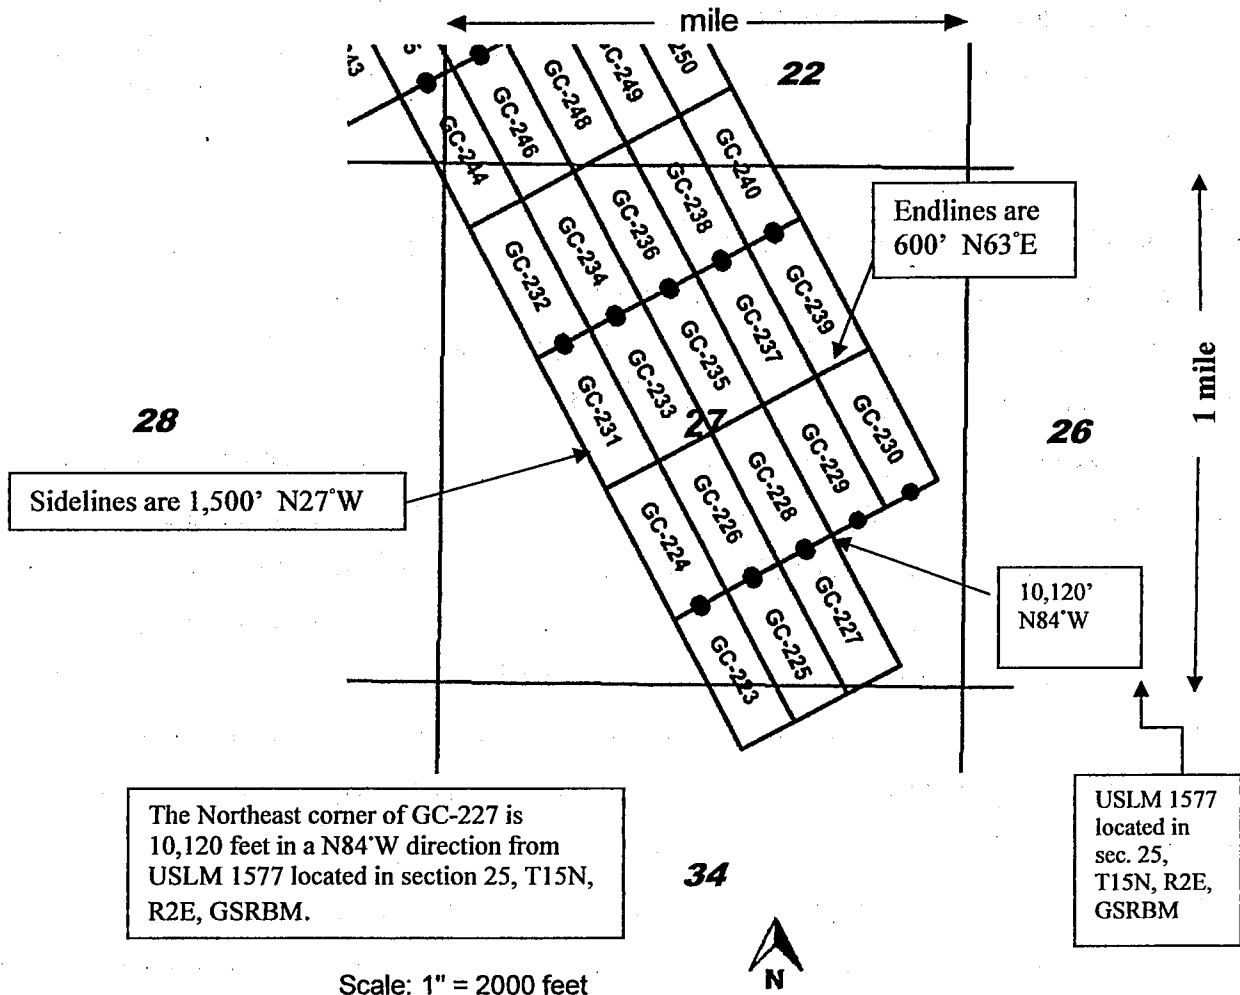 mile
22
GC-244
GC-246
GC-248
GC-249
250
GC-232
GC-234
GC-236
GC-238
GC-240
Endlines are
600' N63°E
GC-231
GC-233
GC-235
GC-237
GC-239
1 mile
28
27
26
Sidelines are 1,500' N27°W
GC-224
GC-226
GC-228
GC-229
GC-230
10,120'
N84°W
GC-223
GC-225
GC-227
The Northeast corner of GC-227 is
10,120 feet in a N84°W direction from
USLM 1577 located in section 25, T15N,
R2E, GSRBM.
USLM 1577
located in
sec. 25,
T15N, R2E,
GSRBM
34
N
Scale: 1" = 2000 feet